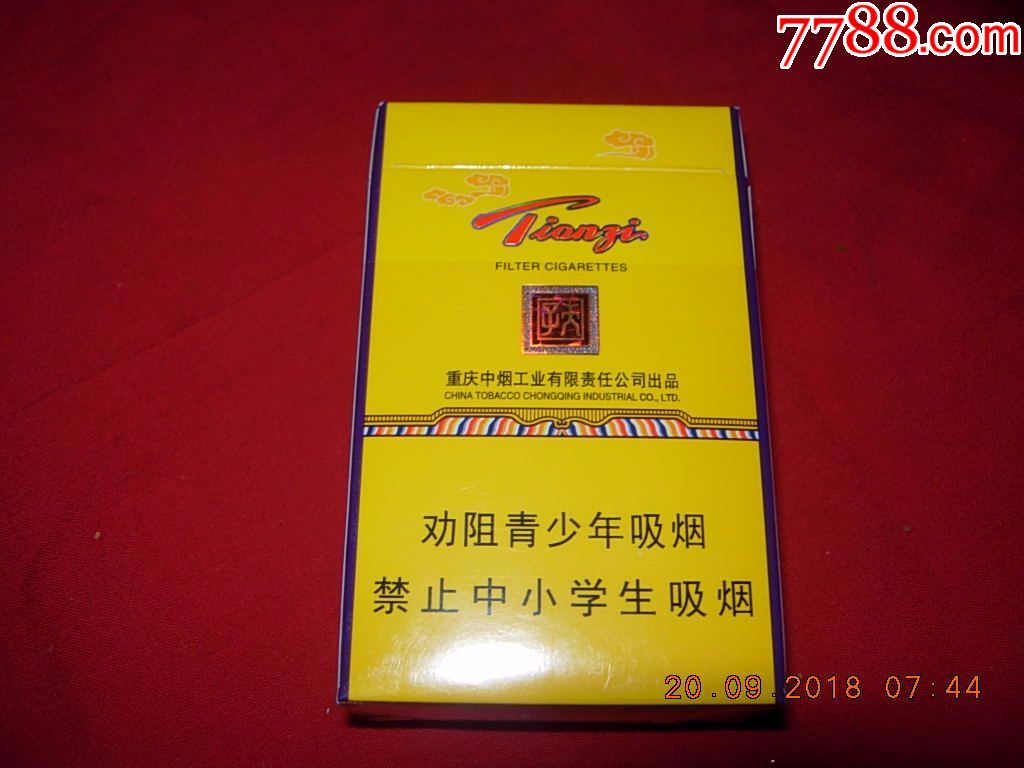 7788.com
Tianzi
FILTER CIGARETTES
天子
重庆中烟工业有限责任公司出品
CHINA TOBACCO CHONGQING INDUSTRIAL CO., LTD.
劝阻青少年吸烟
禁止中小学生吸烟
20.09.2018 07:44